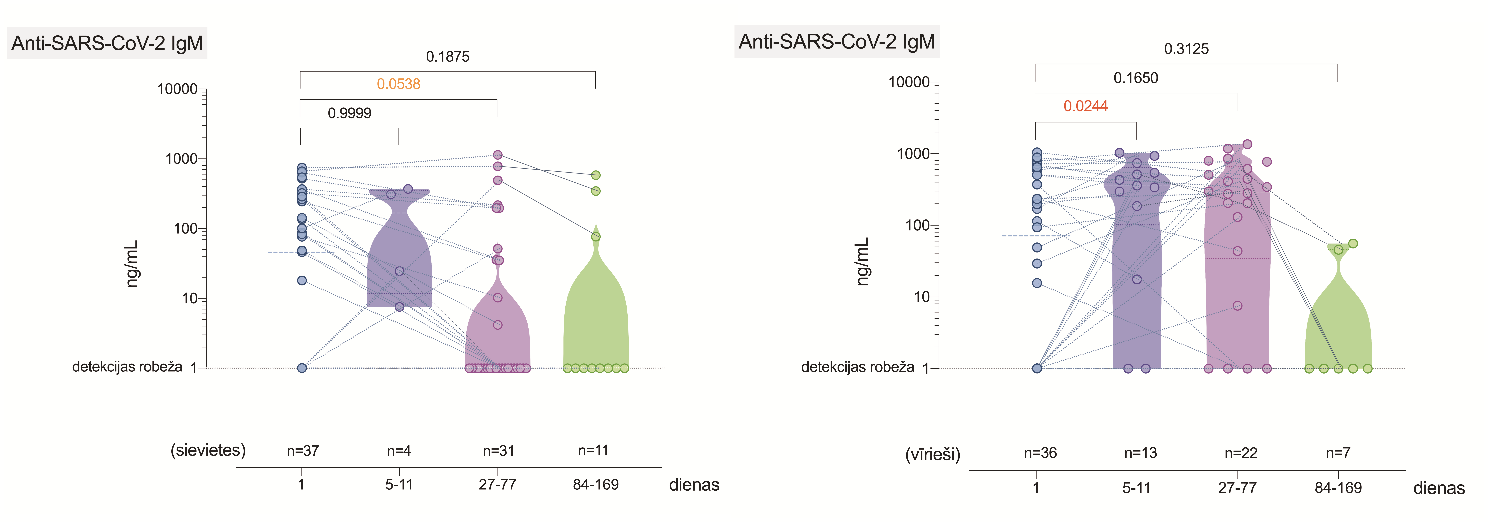 Anti-SARS-CoV-2 IgM
0.1875
0.0538
0.9999
10000
1000
100
10
detekcijas robeža 1
ng/mL
(sievietes) n=37 n=4 n=31 n=11
1 5-11 27-77 84-169 dienas
Anti-SARS-CoV-2 IgM
0.3125
0.1650
0.0244
10000
1000
100
10
detekcijas robeža 1
ng/mL
(vīrieši) n=36 n=13 n=22 n=7
1 5-11 27-77 84-169 dienas